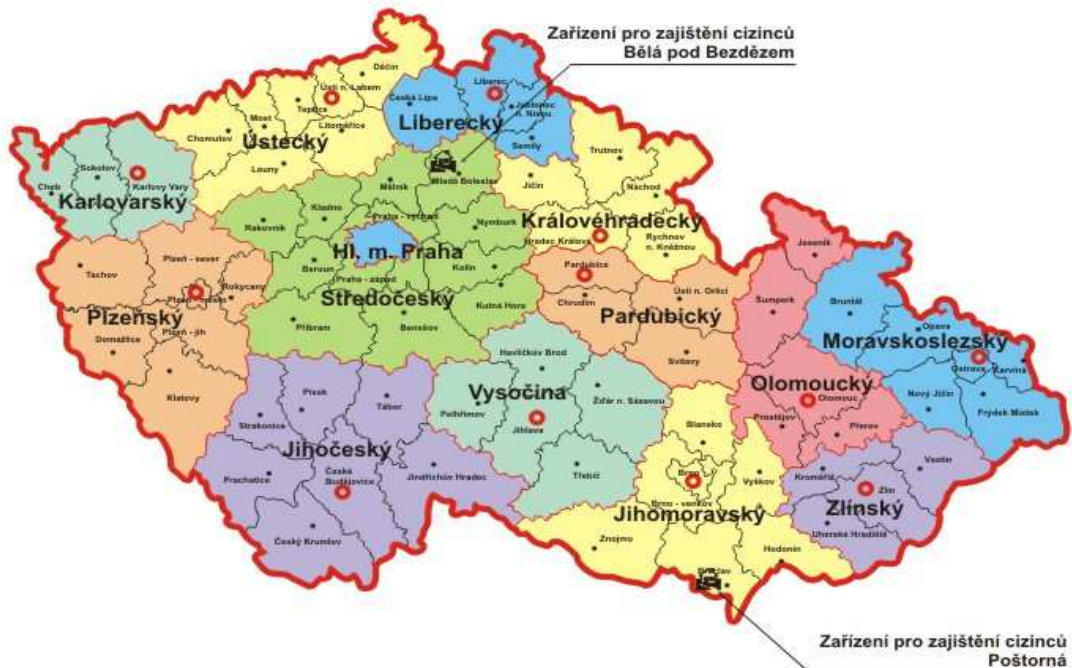 Zařízení pro zajištění cizinců
Bělá pod Bezdězem
Děčín
Ústí n. Labem
Teplice
Most
Litoměřice
Chomutov
Ústecký
Louny
Česká Lípa
Liberec
Jablonec n. Nisou
Liberecký
Semily
Trutnov
Jičín
Náchod
Královéhradecký
Hradec Králové
Rychnov
n. Kněžnou
Sokolov
Cheb
Karlovy Vary
Karlovarský
Mělník
Mladá Boleslav
Kladno
Rakovník
Praha - východ
Nymburk
Hl. m. Praha
Beroun
Praha - západ
Kolín
Středočeský
Kutná Hora
Příbram
Benešov
Tachov
Plzeň - sever
Rokycany
Plzeň - město
Plzeňský
Domažlice
Plzeň - jih
Klatovy
Pardubice
Chrudim
Ústí n. Orlicí
Pardubický
Svitavy
Jeseník
Šumperk
Bruntál
Opava
Moravskoslezský
Ostrava
Karviná
Nový Jičín
Frýdek Místek
Olomoucký
Olomouc
Prostějov
Přerov
Havlíčkův Brod
Vysočina
Žďár n. Sázavou
Pelhřimov
Jihlava
Třebíč
Písek
Tábor
Strakonice
Jihočeský
Prachatice
České
Budějovice
Jindřichův Hradec
Český Krumlov
Blansko
Brno
Vyškov
Brno - venkov
Jihomoravský
Znojmo
Hodonín
Břeclav
Kroměříž
Vsetín
Zlín
Zlínský
Uherské Hradiště
Zařízení pro zajištění cizinců
Poštorná